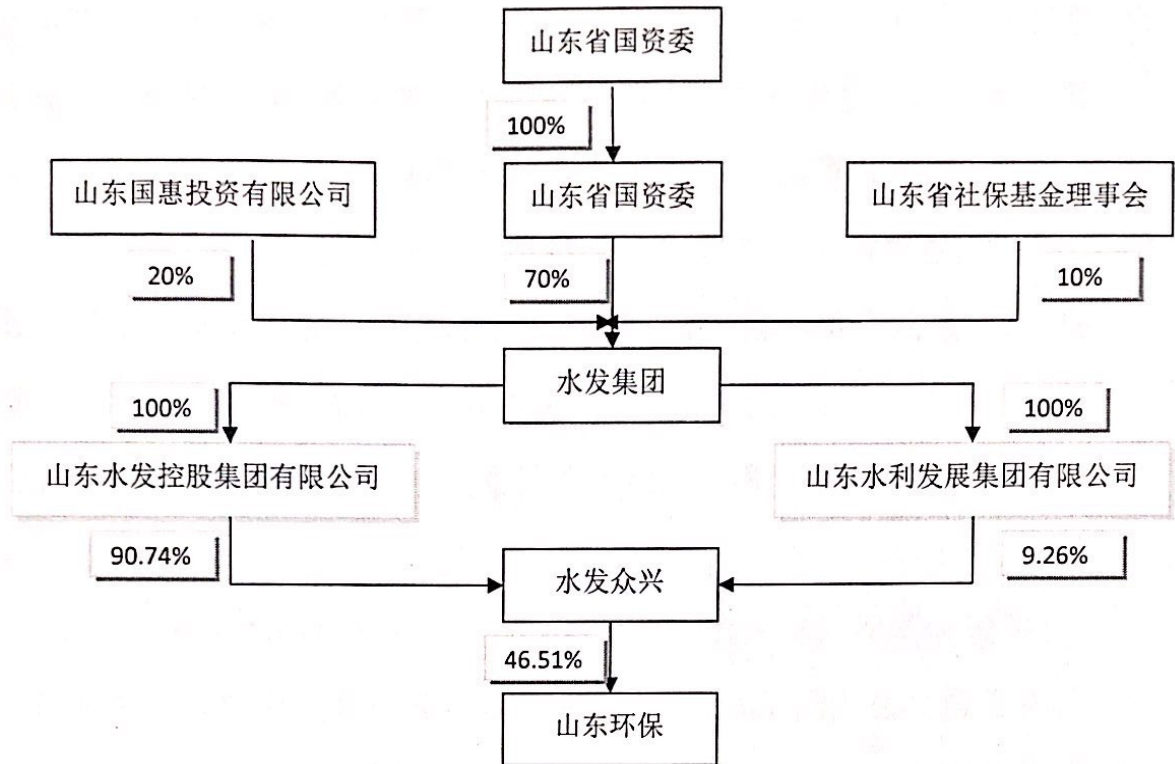 山东省国资委
100%
山东国惠投资有限公司
山东省国资委
山东省社保基金理事会
20%
70%
10%
水发集团
100%
100%
山东水发控股集团有限公司
山东水利发展集团有限公司
90.74%
水发众兴
9.26%
46.51%
山东环保